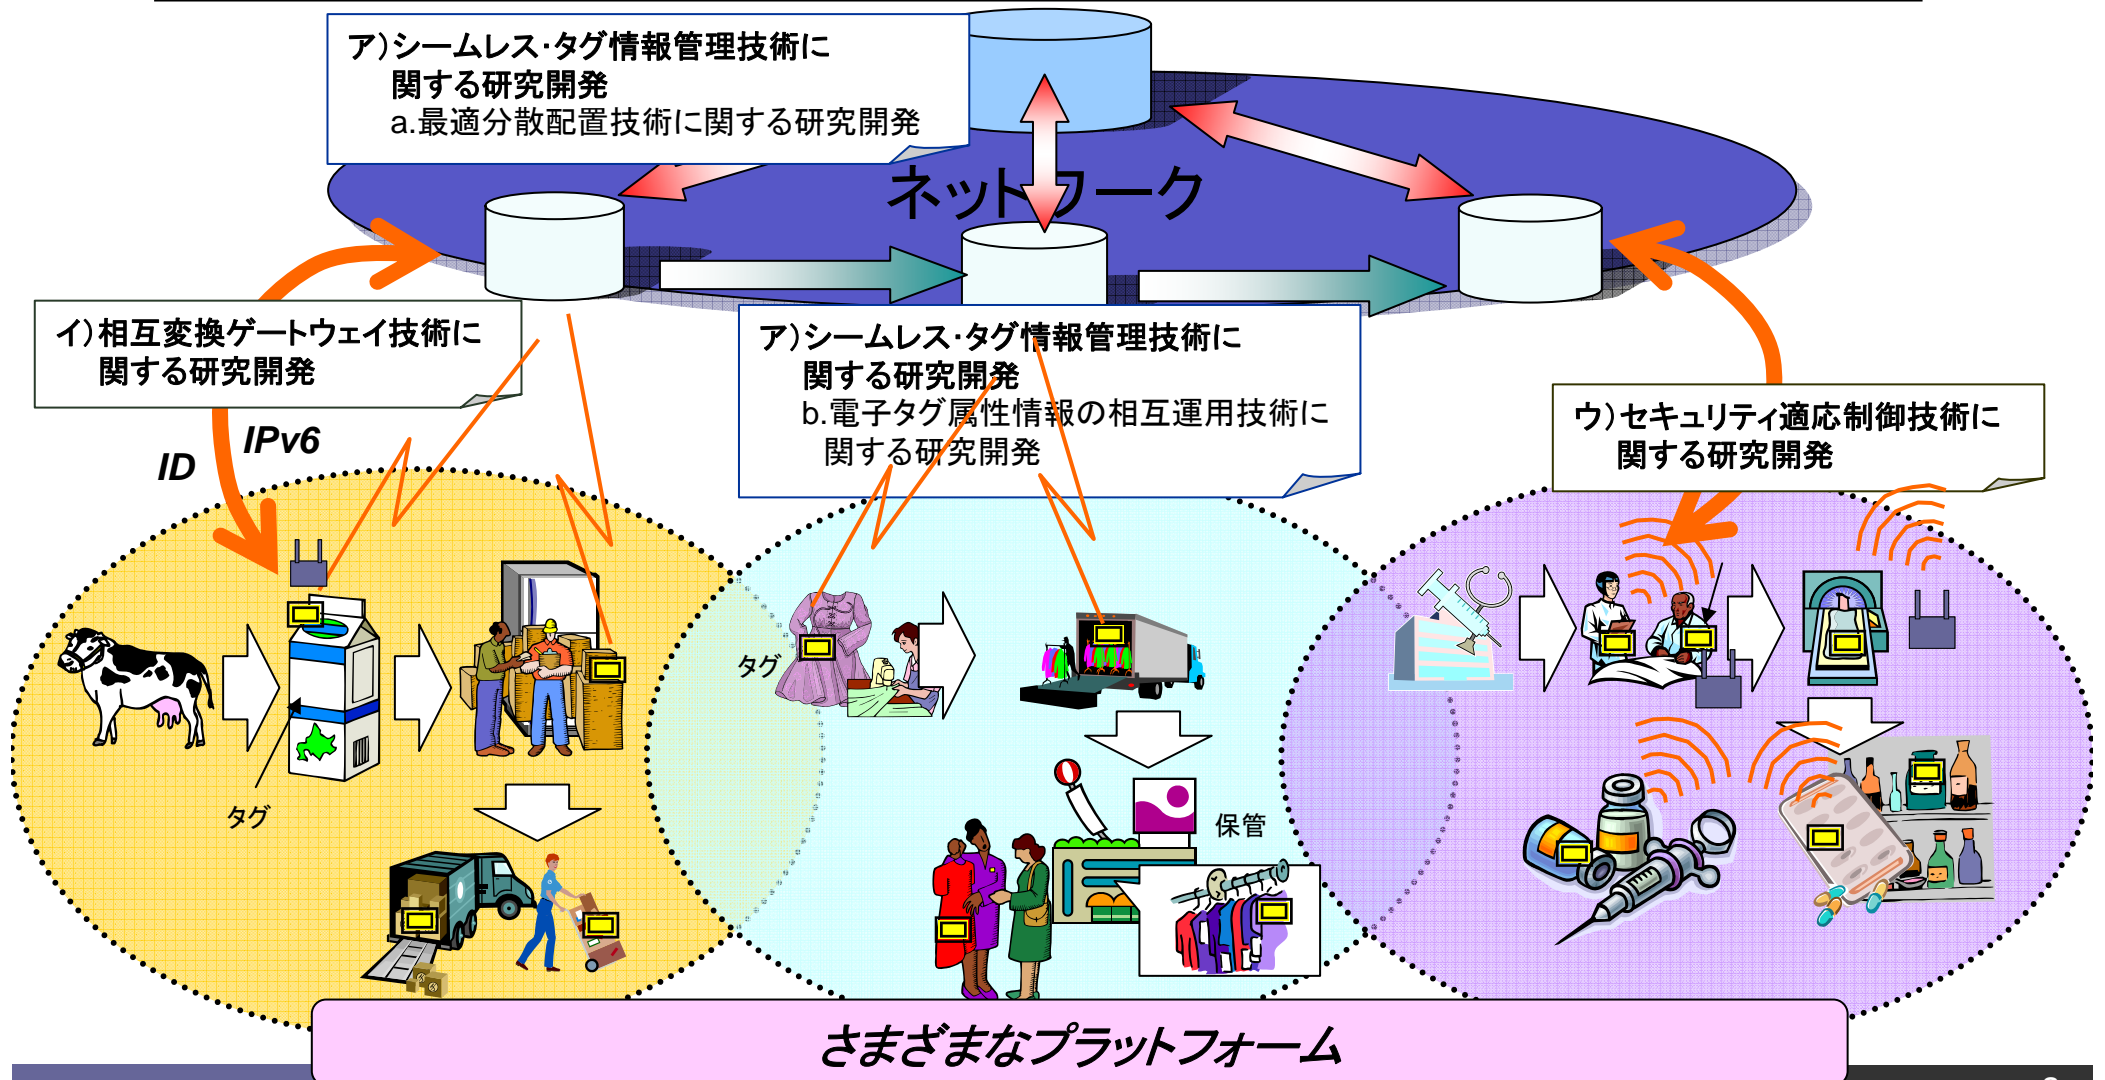 ア)シームレス・タグ情報管理技術に
関する研究開発
a.最適分散配置技術に関する研究開発
ネットワーク
イ)相互変換ゲートウェイ技術に
関する研究開発
ア)シームレス・タグ情報管理技術に
関する研究開発
b.電子タグ属性情報の相互運用技術に
関する研究開発
ウ)セキュリティ適応制御技術に
関する研究開発
IPv6
ID
タグ
タグ
保管
さまざまなプラットフォーム